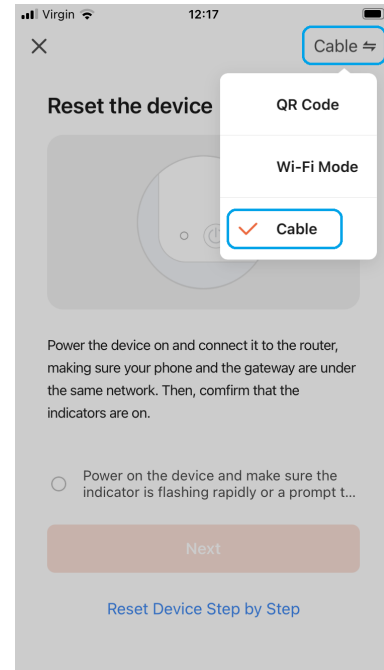 Virgin
12:17
Cable
Reset the device
QR Code
Wi-Fi Mode
Cable
Power the device on and connect it to the router,
making sure your phone and the gateway are under
the same network. Then, comfirm that the
indicators are on.
Power on the device and make sure the
indicator is flashing rapidly or a prompt t...
Next
Reset Device Step by Step